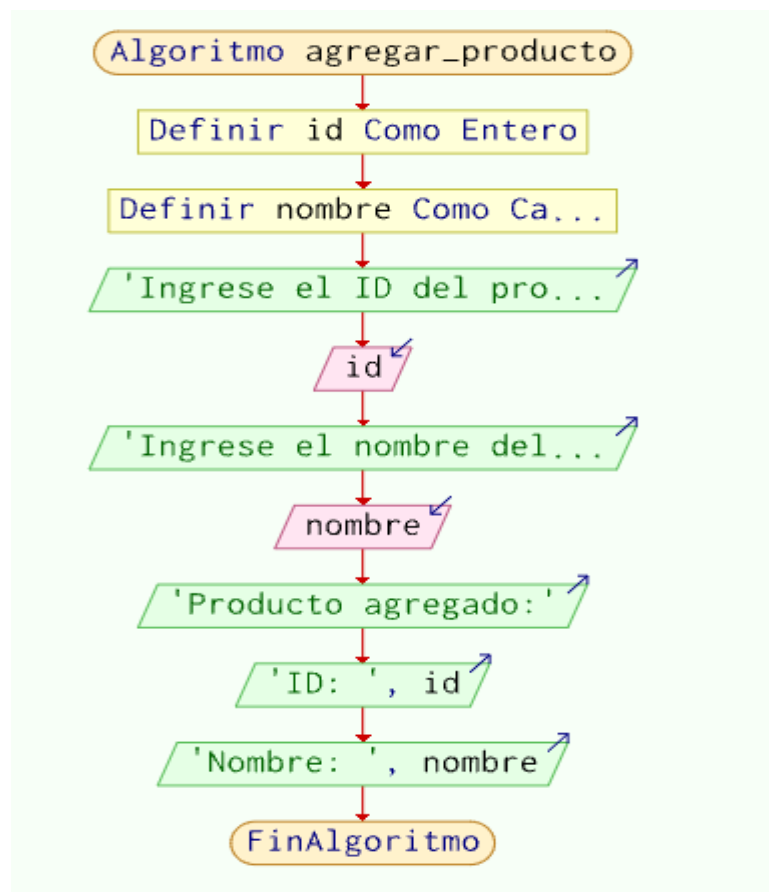 Algoritmo agregar_producto
Definir id Como Entero
Definir nombre Como Ca...
'Ingrese el ID del pro...
id
'Ingrese el nombre del...
nombre
'Producto agregado:'
'ID: ', id
'Nombre: ', nombre
FinAlgoritmo